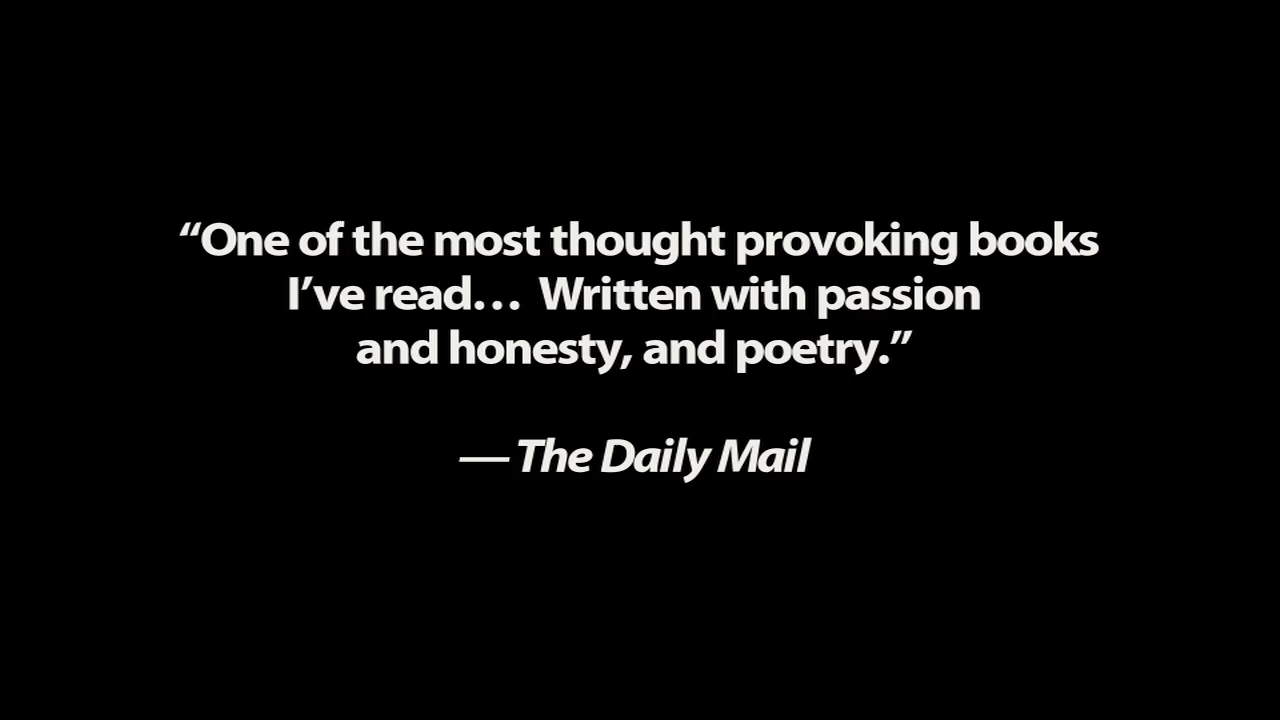 “One of the most thought provoking books
I’ve read…  Written with passion
and honesty, and poetry.”
— The Daily Mail